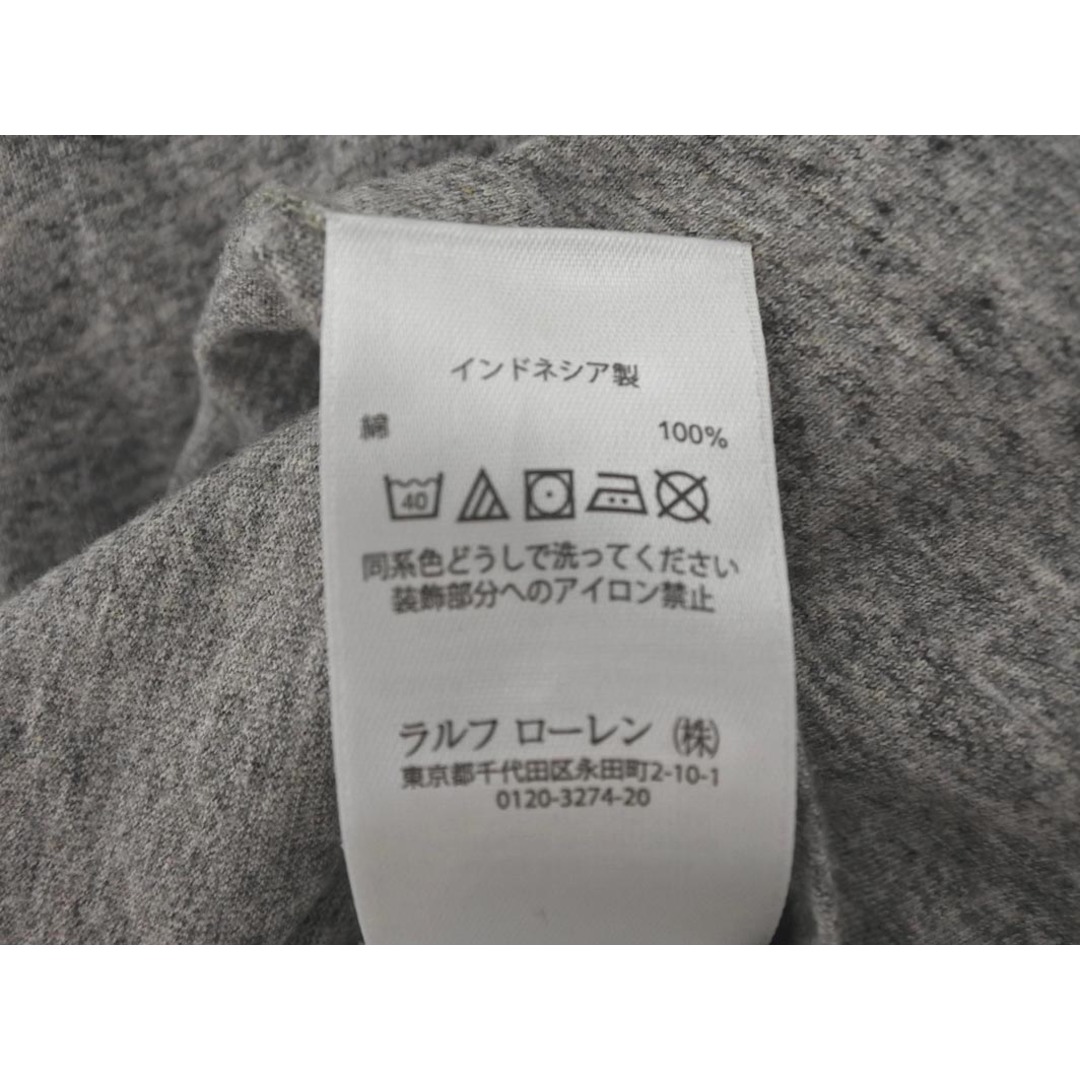 インドネシア製
綿 100%
40
同系色どうしで洗ってください
装飾部分へのアイロン禁止
ラルフ ローレン (株)
東京都千代田区永田町2-10-1
0120-3274-20